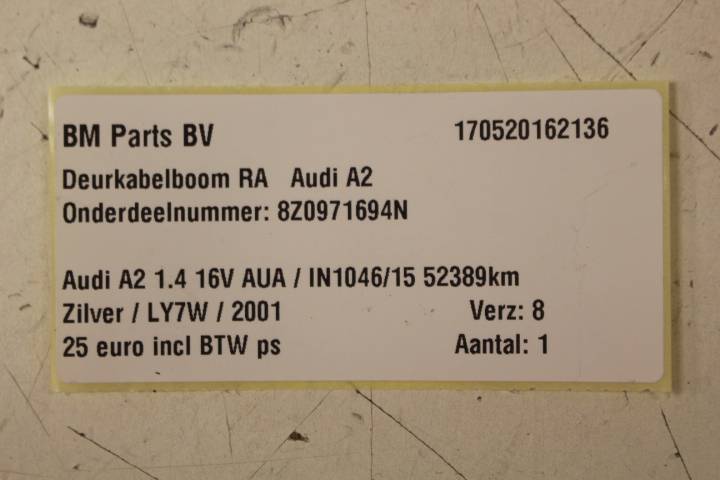 BM Parts BV 170520162136
Deurkabelboom RA Audi A2
Onderdeelnummer: 8Z0971694N
Audi A2 1.4 16V AUA / IN1046/15 52389km
Zilver / LY7W / 2001 Verz: 8
25 euro incl BTW ps Aantal: 1